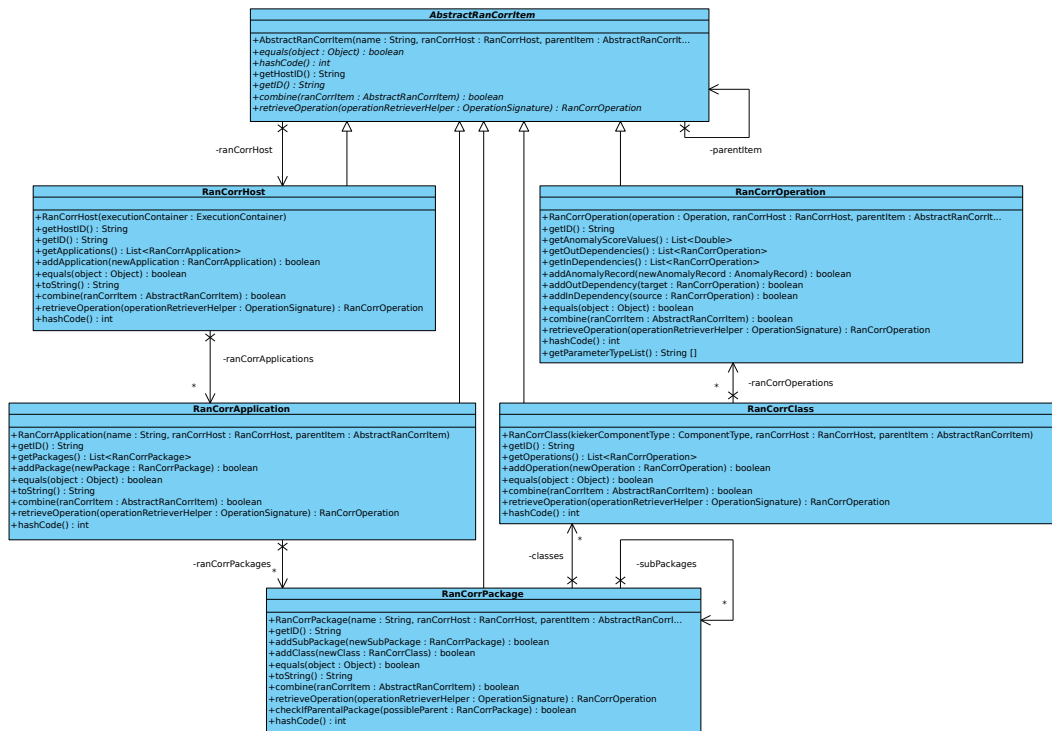 AbstractRanCorrItem
+AbstractRanCorrItem(name : String, ranCorrHost : RanCorrHost, parentItem : AbstractRanCorrIt...
+equals(object : Object) : boolean
+hashCode() : int
+getHostID() : String
+getID() : String
+combine(ranCorrItem : AbstractRanCorrItem) : boolean
+retrieveOperation(operationRetrieverHelper : OperationSignature) : RanCorrOperation
-ranCorrHost
-parentItem
RanCorrHost
+RanCorrHost(executionContainer : ExecutionContainer)
+getHostID() : String
+getID() : String
+getApplications() : List<RanCorrApplication>
+addApplication(newApplication : RanCorrApplication) : boolean
+equals(object : Object) : boolean
+toString() : String
+combine(ranCorrItem : AbstractRanCorrItem) : boolean
+retrieveOperation(operationRetrieverHelper : OperationSignature) : RanCorrOperation
+hashCode() : int
RanCorrOperation
+RanCorrOperation(operation : Operation, ranCorrHost : RanCorrHost, parentItem : AbstractRanCorrIt...
+getID() : String
+getAnomalyScoreValues() : List<Double>
+getOutDependencies() : List<RanCorrOperation>
+getInDependencies() : List<RanCorrOperation>
+addAnomalyRecord(newAnomalyRecord : AnomalyRecord) : boolean
+addOutDependency(target : RanCorrOperation) : boolean
+addInDependency(source : RanCorrOperation) : boolean
+equals(object : Object) : boolean
+combine(ranCorrItem : AbstractRanCorrItem) : boolean
+retrieveOperation(operationRetrieverHelper : OperationSignature) : RanCorrOperation
+hashCode() : int
+getParameterTypeList() : String []
-ranCorrApplications
*
-ranCorrOperations
*
RanCorrApplication
+RanCorrApplication(name : String, ranCorrHost : RanCorrHost, parentItem : AbstractRanCorrItem)
+getID() : String
+getPackages() : List<RanCorrPackage>
+addPackage(newPackage : RanCorrPackage) : boolean
+equals(object : Object) : boolean
+toString() : String
+combine(ranCorrItem : AbstractRanCorrItem) : boolean
+retrieveOperation(operationRetrieverHelper : OperationSignature) : RanCorrOperation
+hashCode() : int
RanCorrClass
+RanCorrClass(kiekerComponentType : ComponentType, ranCorrHost : RanCorrHost, parentItem : AbstractRanCorrItem)
+getID() : String
+getOperations() : List<RanCorrOperation>
+addOperation(newOperation : RanCorrOperation) : boolean
+equals(object : Object) : boolean
+combine(ranCorrItem : AbstractRanCorrItem) : boolean
+retrieveOperation(operationRetrieverHelper : OperationSignature) : RanCorrOperation
+hashCode() : int
-ranCorrPackages
*
-classes
*
-subPackages
*
RanCorrPackage
+RanCorrPackage(name : String, ranCorrHost : RanCorrHost, parentItem : AbstractRanCorrI...
+getID() : String
+addSubPackage(newSubPackage : RanCorrPackage) : boolean
+addClass(newClass : RanCorrClass) : boolean
+equals(object : Object) : boolean
+toString() : String
+combine(ranCorrItem : AbstractRanCorrItem) : boolean
+retrieveOperation(operationRetrieverHelper : OperationSignature) : RanCorrOperation
+checkIfParentalPackage(possibleParent : RanCorrPackage) : boolean
+hashCode() : int